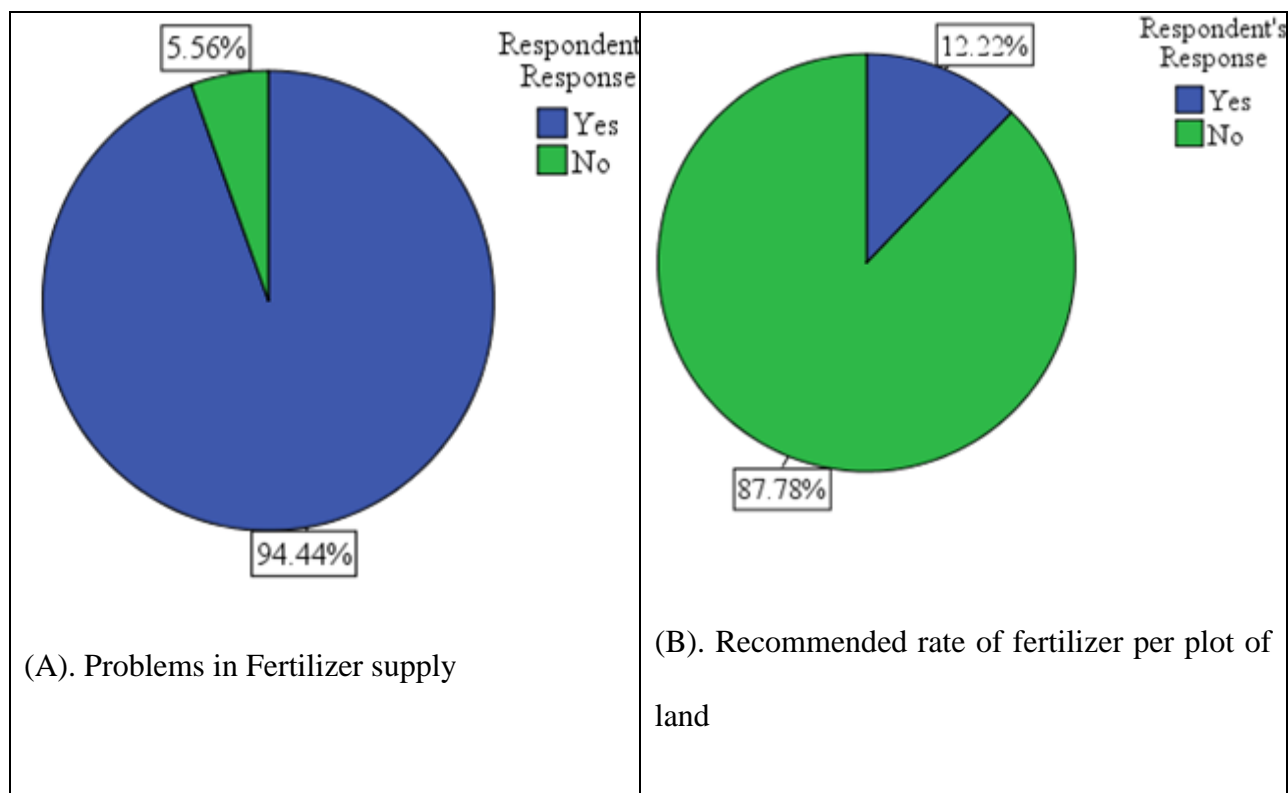 5.56%
Respondent
Response
Yes
No
94.44%
(A). Problems in Fertilizer supply
12.22%
Respondent's
Response
Yes
No
87.78%
(B). Recommended rate of fertilizer per plot of
land